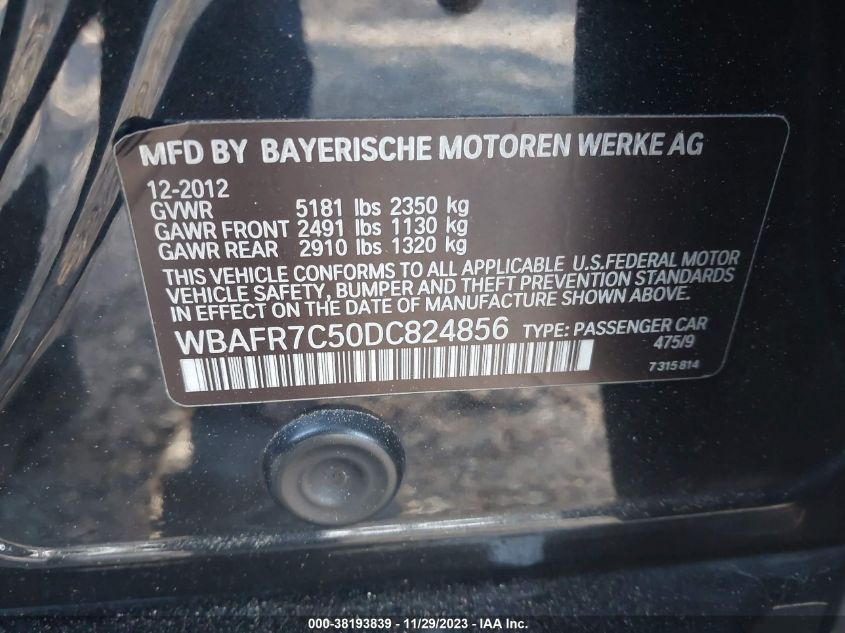 MFD BY BAYERISCHE MOTOREN WERKE AG
12-2012
GVWR 5181 lbs 2350 kg
GAWR FRONT 2491 lbs 1130 kg
GAWR REAR 2910 lbs 1320 kg
THIS VEHICLE CONFORMS TO ALL APPLICABLE U.S.FEDERAL MOTOR
VEHICLE SAFETY, BUMPER AND THEFT PREVENTION STANDARDS
IN EFFECT ON THE DATE OF MANUFACTURE SHOWN ABOVE.
WBAFR7C50DC824856 TYPE: PASSENGER CAR
475/9
7 315 814
000-38193839 - 11/29/2023 - IAA Inc.